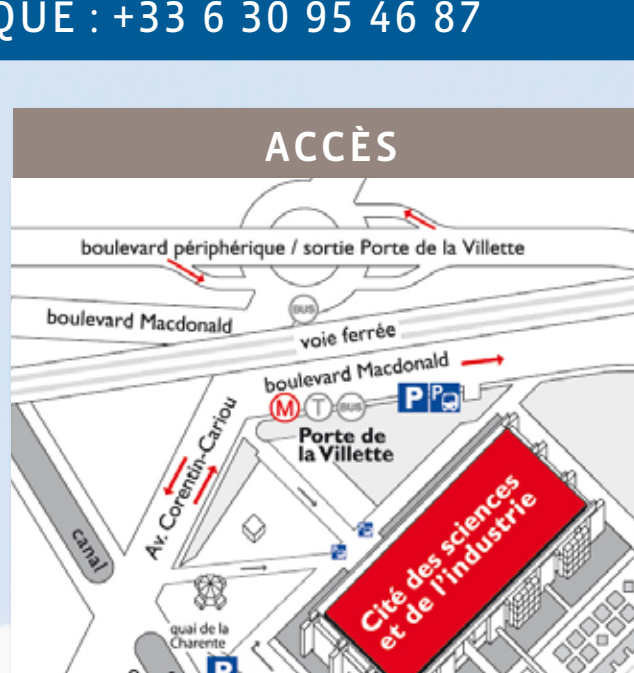 QUE : +33 6 30 95 46 87
ACCÈS
boulevard périphérique / sortie Porte de la Villette
BUS
boulevard Macdonald
voie ferrée
boulevard Macdonald
M T BUS
P P
Porte de
la Villette
Av. Corentin-Cariou
canal
Cité des sciences
et de l'industrie
quai de la
Charente
P